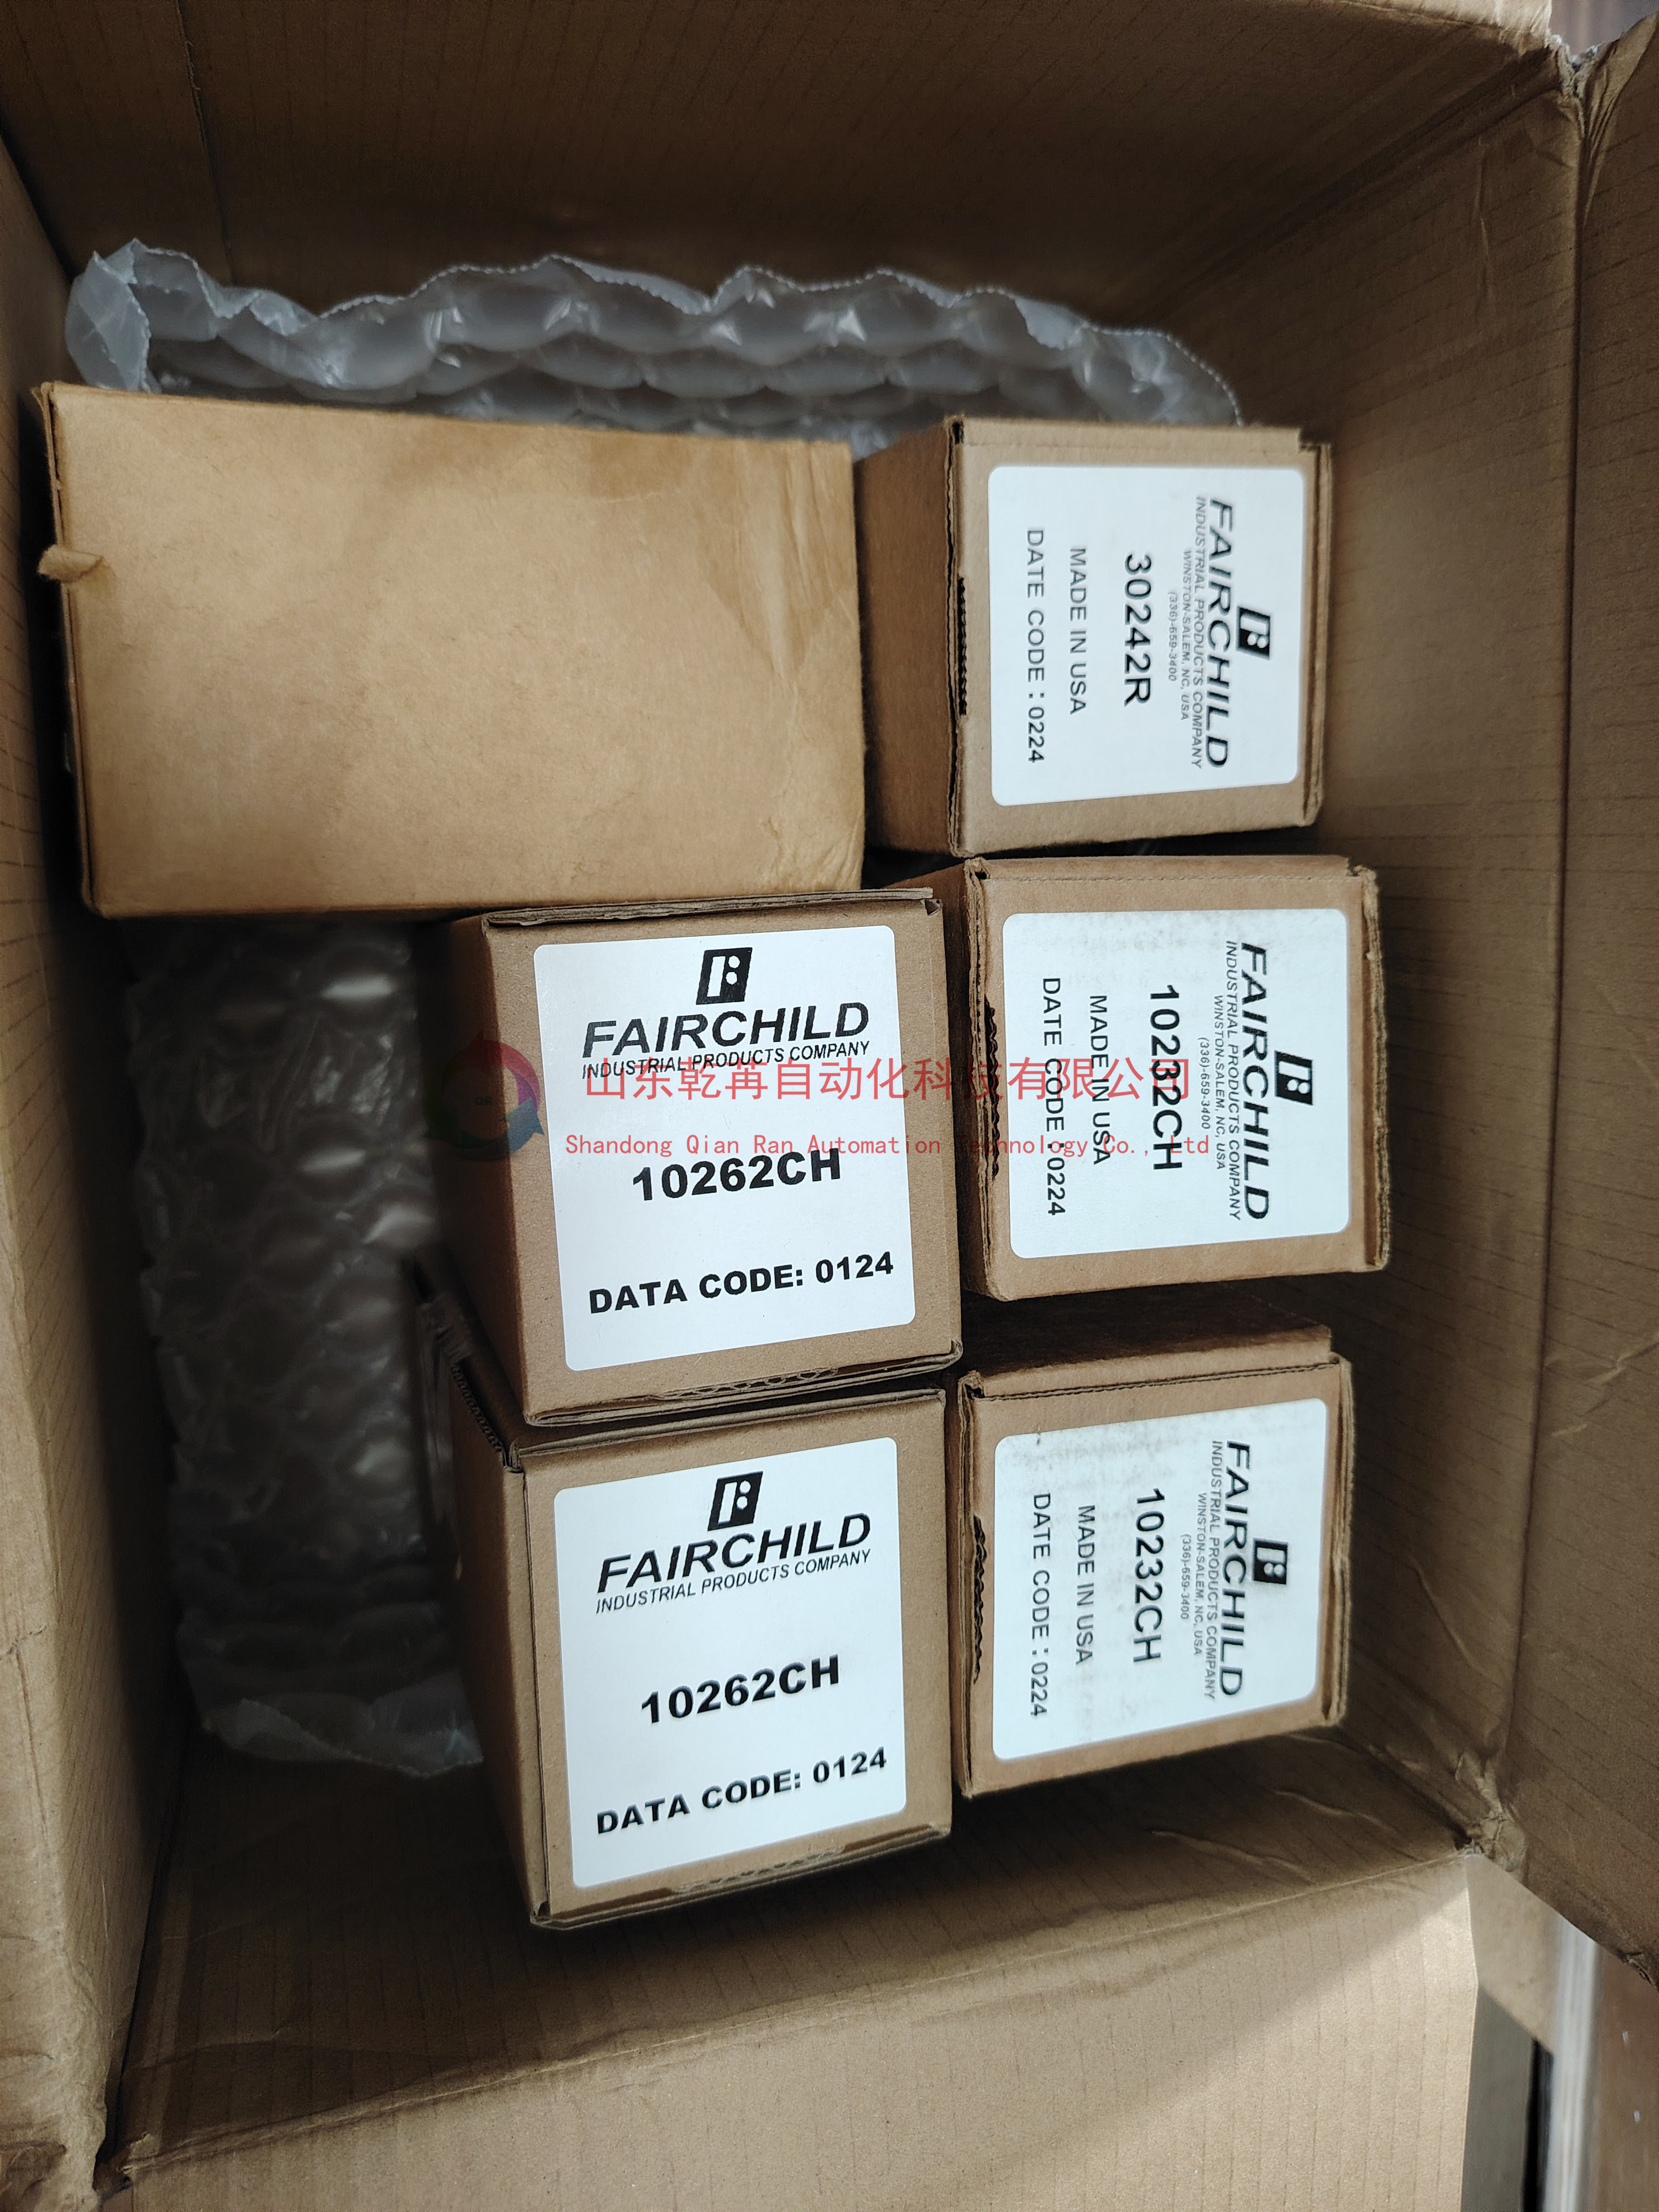 FAIRCHILD
INDUSTRIAL PRODUCTS COMPANY
WINSTON-SALEM, NC, USA
(336)-659-3400
30242R
MADE IN USA
DATE CODE : 0224
FAIRCHILD
INDUSTRIAL PRODUCTS COMPANY
10262CH
DATA CODE: 0124
FAIRCHILD
INDUSTRIAL PRODUCTS COMPANY
WINSTON-SALEM, NC, USA
(336)-659-3400
10232CH
MADE IN USA
DATE CODE : 0224
山东乾苒自动化科技有限公司
Shandong Qian Ran Automation Technology Co., Ltd
FAIRCHILD
INDUSTRIAL PRODUCTS COMPANY
10262CH
DATA CODE: 0124
FAIRCHILD
INDUSTRIAL PRODUCTS COMPANY
WINSTON-SALEM, NC, USA
(336)-659-3400
10232CH
MADE IN USA
DATE CODE : 0224